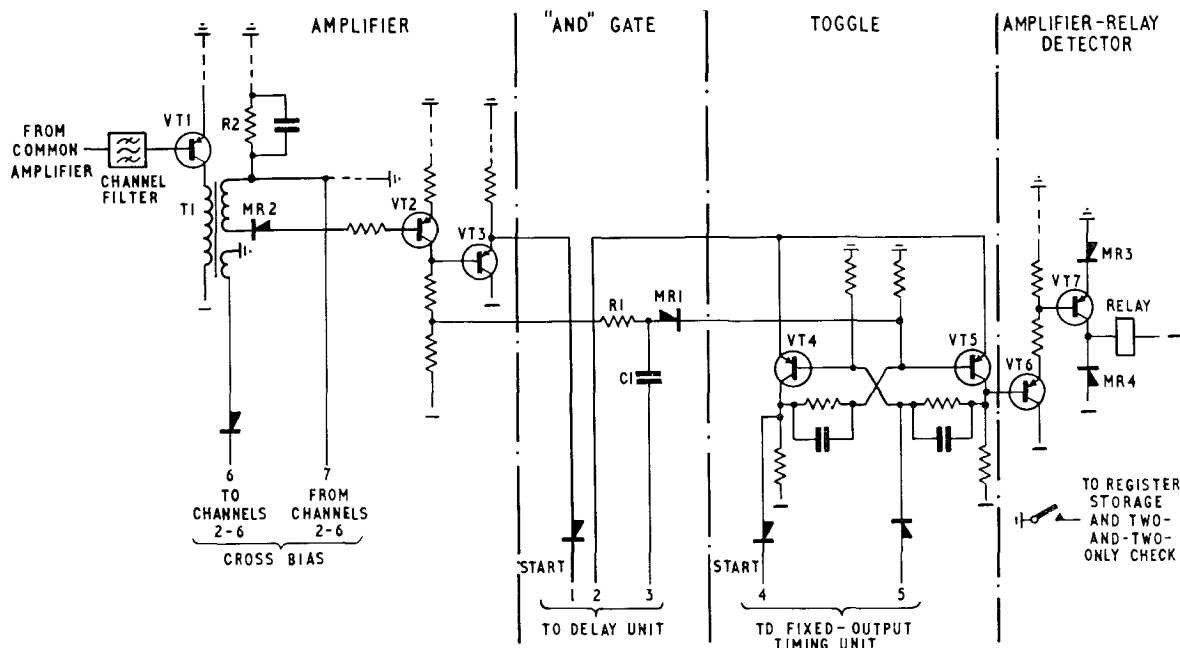 AMPLIFIER
"AND" GATE
TOGGLE
AMPLIFIER-RELAY
DETECTOR
FROM
COMMON
AMPLIFIER
CHANNEL
FILTER
VT1
R2
T1
MR2
VT2
VT3
R1
MR1
C1
VT4
VT5
VT6
VT7
MR3
RELAY
MR4
6
TO
CHANNELS
2-6
7
FROM
CHANNELS
2-6
CROSS BIAS
START
1
2
3
TO DELAY UNIT
START
4
5
TD FIXED-OUTPUT
TIMING UNIT
TO REGISTER
STORAGE
AND TWO-
AND-TWO-
ONLY CHECK